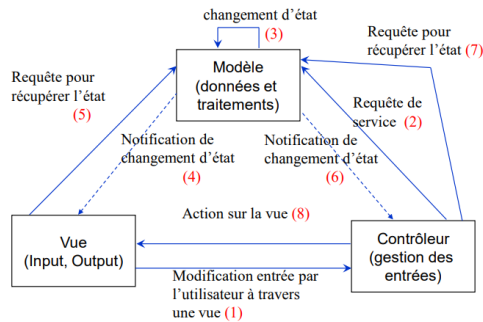 changement d'état
(3)
Requête pour
récupérer l'état (7)
Modèle
(données et
traitements)
Requête pour
récupérer l'état
(5)
Requête de
service (2)
Notification de
changement d'état
(4)
Notification de
changement d'état
(6)
Action sur la vue (8)
Vue
(Input, Output)
Contrôleur
(gestion des
entrées)
Modification entrée par
l'utilisateur à travers
une vue (1)